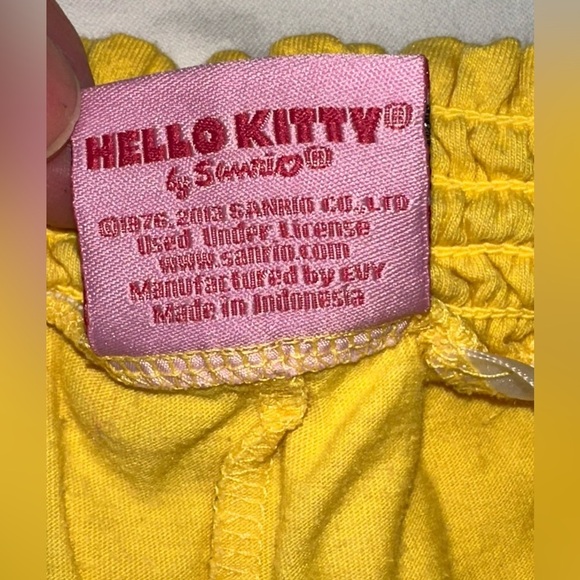 HELLO KITTY®
by SANRIO®
©1976, 2013 SANRIO CO., LTD
Used Under License
www.sanrio.com
Manufactured by EVY
Made in Indonesia